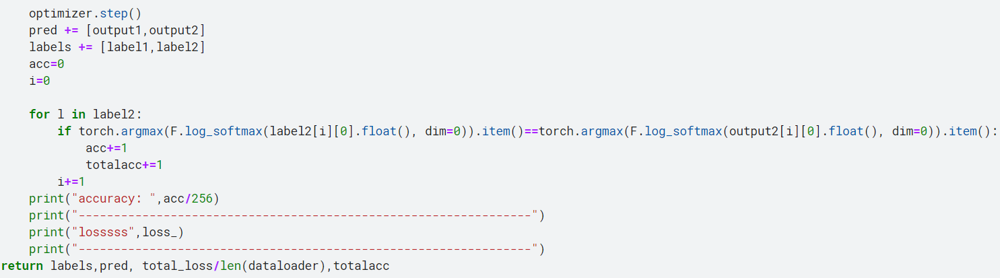 optimizer.step()
pred += [output1,output2]
labels += [label1,label2]
acc=0
i=0
for l in label2:
if torch.argmax(F.log_softmax(label2[i][0].float(), dim=0)).item()==torch.argmax(F.log_softmax(output2[i][0].float(), dim=0)).item():
acc+=1
totalacc+=1
i+=1
print("accuracy: ",acc/256)
print("----------------------------------------------------------------")
print("losssss",loss_)
print("----------------------------------------------------------------")
return labels,pred, total_loss/len(dataloader),totalacc